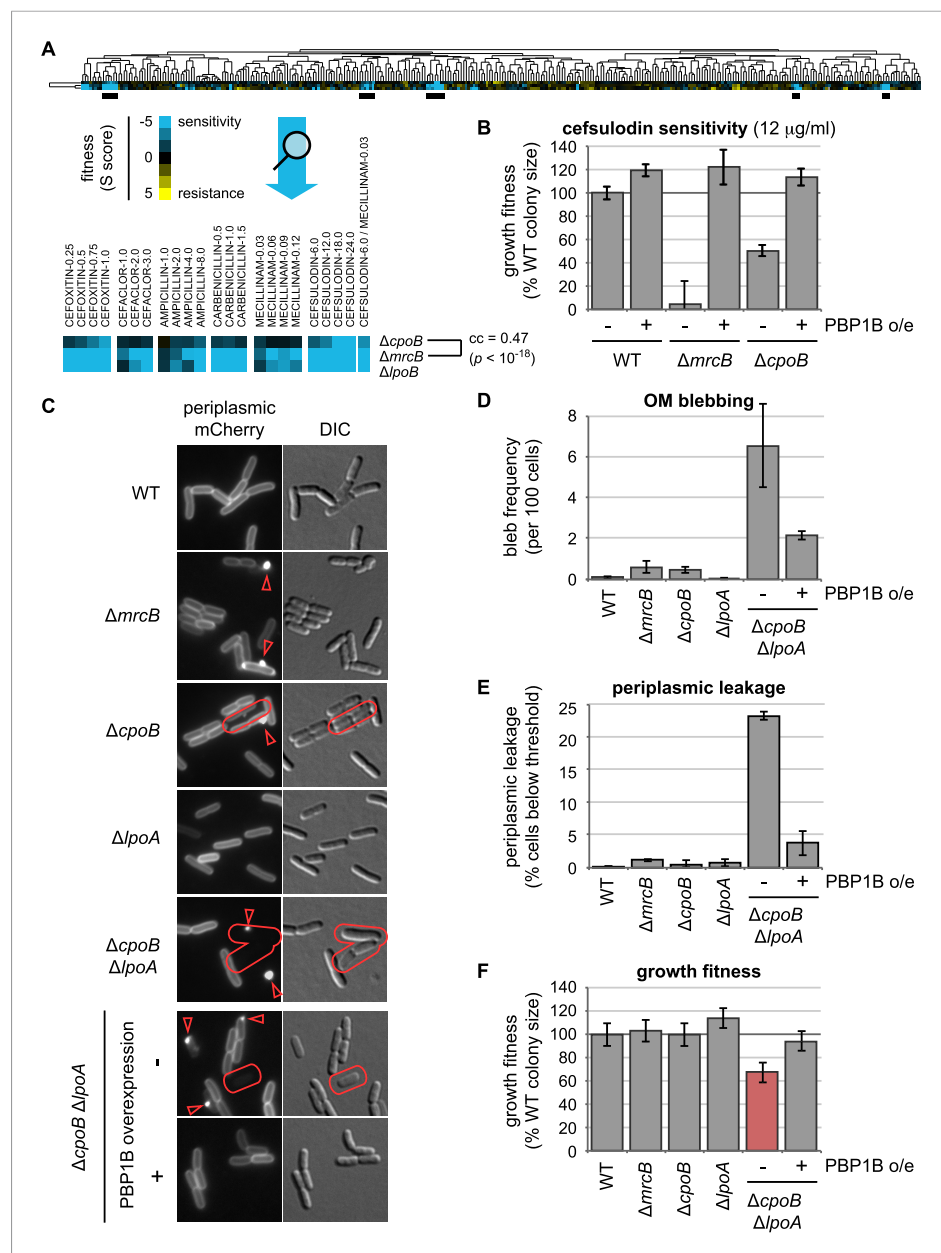 A
fitness
(S score)
-5
0
5
sensitivity
resistance
CEFOXITIN-0.25
CEFOXITIN-0.5
CEFOXITIN-0.75
CEFOXITIN-1.0
CEFACLOR-1.0
CEFACLOR-2.0
CEFACLOR-3.0
AMPICILLIN-1.0
AMPICILLIN-2.0
AMPICILLIN-4.0
AMPICILLIN-8.0
CARBENICILLIN-0.5
CARBENICILLIN-1.0
CARBENICILLIN-1.5
MECILLINAM-0.03
MECILLINAM-0.06
MECILLINAM-0.09
MECILLINAM-0.12
CEFSULODIN-6.0
CEFSULODIN-12.0
CEFSULODIN-18.0
CEFSULODIN-24.0
CEFSULODIN-6.0 / MECILLINAM-0.03
ΔcpoB
ΔmrcB
ΔlpoB
cc = 0.47
(p < 10-18)
B
cefsulodin sensitivity (12 μg/ml)
growth fitness
(% WT colony size)
140
120
100
80
60
40
20
0
- + - + - + PBP1B o/e
WT ΔmrcB ΔcpoB
C
periplasmic
mCherry
DIC
WT
ΔmrcB
ΔcpoB
ΔlpoA
ΔcpoB
ΔlpoA
ΔcpoB ΔlpoA
PBP1B overexpression
-
+
D
OM blebbing
bleb frequency
(per 100 cells)
8
6
4
2
0
WT
ΔmrcB
ΔcpoB
ΔlpoA
- + PBP1B o/e
ΔcpoB
ΔlpoA
E
periplasmic leakage
periplasmic leakage
(% cells below threshold)
25
20
15
10
5
0
WT
ΔmrcB
ΔcpoB
ΔlpoA
- + PBP1B o/e
ΔcpoB
ΔlpoA
F
growth fitness
growth fitness
(% WT colony size)
140
120
100
80
60
40
20
0
WT
ΔmrcB
ΔcpoB
ΔlpoA
- + PBP1B o/e
ΔcpoB
ΔlpoA